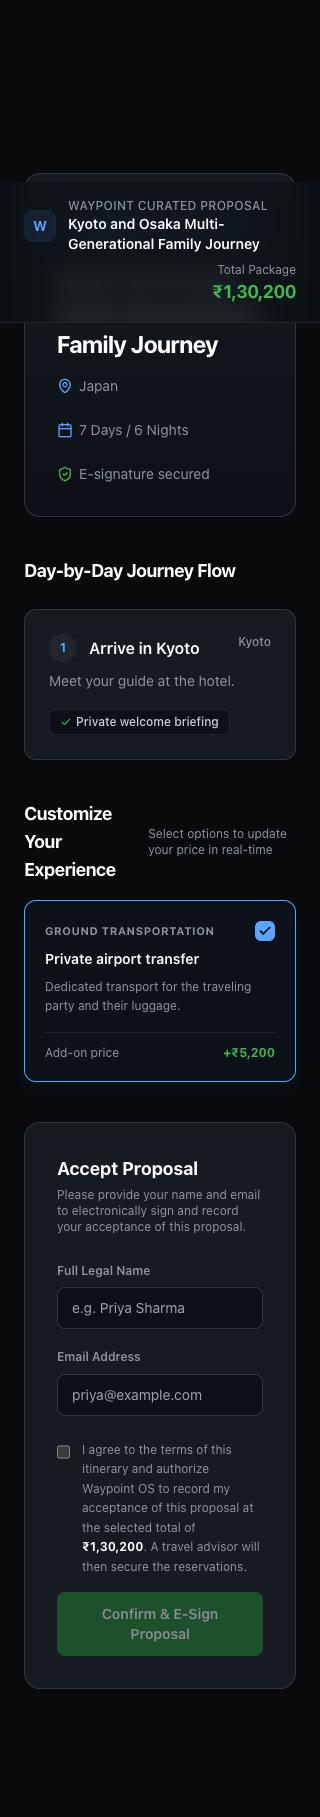 W
WAYPOINT CURATED PROPOSAL
Kyoto and Osaka Multi-
Generational Family Journey
Total Package
₹1,30,200
Family Journey
Japan
7 Days / 6 Nights
E-signature secured
Day-by-Day Journey Flow
1
Arrive in Kyoto
Kyoto
Meet your guide at the hotel.
Private welcome briefing
Customize
Your
Experience
Select options to update
your price in real-time
GROUND TRANSPORTATION
Private airport transfer
Dedicated transport for the traveling
party and their luggage.
Add-on price
+₹5,200
Accept Proposal
Please provide your name and email
to electronically sign and record
your acceptance of this proposal.
Full Legal Name
e.g. Priya Sharma
Email Address
priya@example.com
I agree to the terms of this
itinerary and authorize
Waypoint OS to record my
acceptance of this proposal at
the selected total of
₹1,30,200. A travel advisor will
then secure the reservations.
Confirm & E-Sign
Proposal